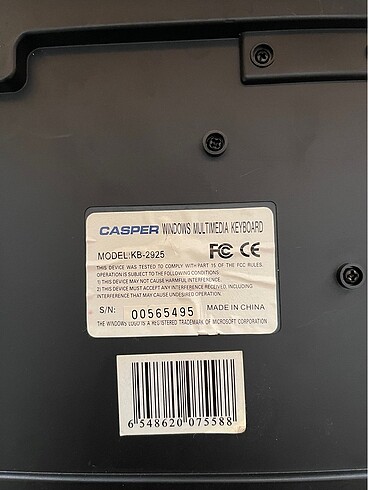 CASPER WINDOWS MULTIMEDIA KEYBOARD
MODEL:KB-2925
FC CE
THIS DEVICE WAS TESTED TO COMPLY WITH PART 15 OF THE FCC RULES.
OPERATION IS SUBJECT TO THE FOLLOWING CONDITIONS:
1) THIS DEVICE MAY NOT CAUSE HARMFUL INTERFERENCE.
2) THIS DEVICE MUST ACCEPT ANY INTERFERENCE RECEIVED, INCLUDING
INTERFERENCE THAT MAY CAUSE UNDESIRED OPERATION.
S/N: 00565495 MADE IN CHINA
THE WINDOWS LOGO IS A REGISTERED TRADEMARK OF MICROSOFT CORPORATION
6 548620 075588